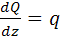 dQ/dz = q